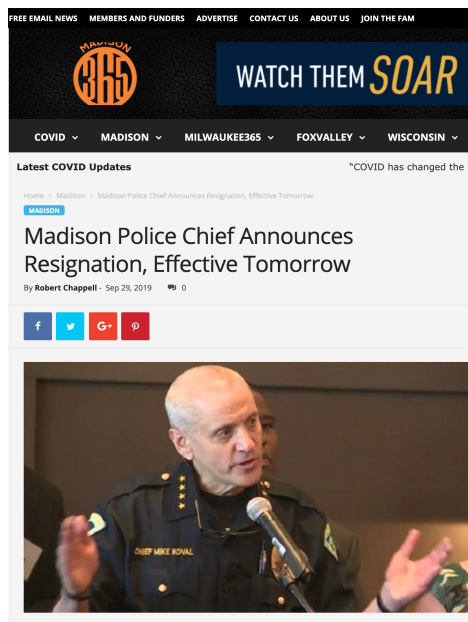 FREE EMAIL NEWS MEMBERS AND FUNDERS ADVERTISE CONTACT US ABOUT US JOIN THE FAM
MADISON
365
WATCH THEM SOAR
COVID MADISON MILWAUKEE365 FOXVALLEY WISCONSIN
Latest COVID Updates "COVID has changed the
Home › Madison › Madison Police Chief Announces Resignation, Effective Tomorrow
MADISON
Madison Police Chief Announces
Resignation, Effective Tomorrow
By Robert Chappell - Sep 29, 2019 0
f G+
CHIEF MIKE KOVAL